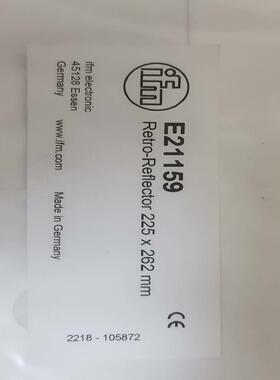 ifm
E21159
Retro-Reflector 225 x 262 mm
CE
ifm electronic
45128 Essen
Germany
www.ifm.com
Made in Germany
2218 - 105872